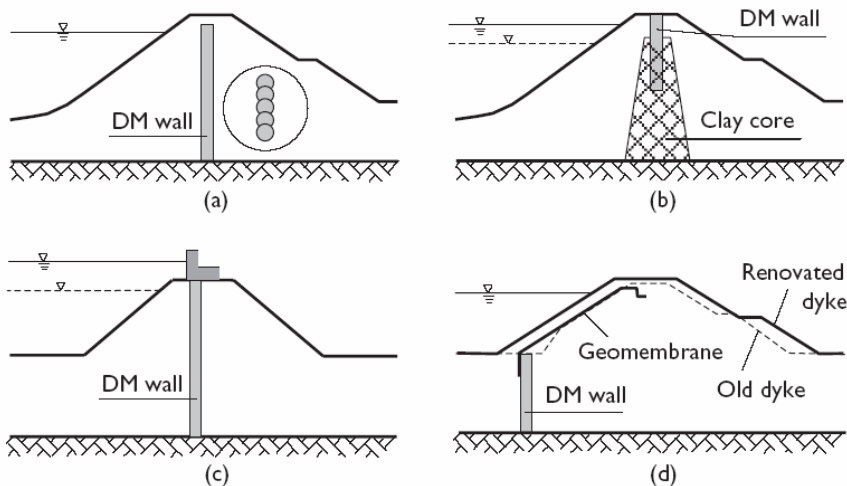 DM wall
(a)
DM wall
Clay core
(b)
DM wall
(c)
Renovated
dyke
Geomembrane
Old dyke
DM wall
(d)